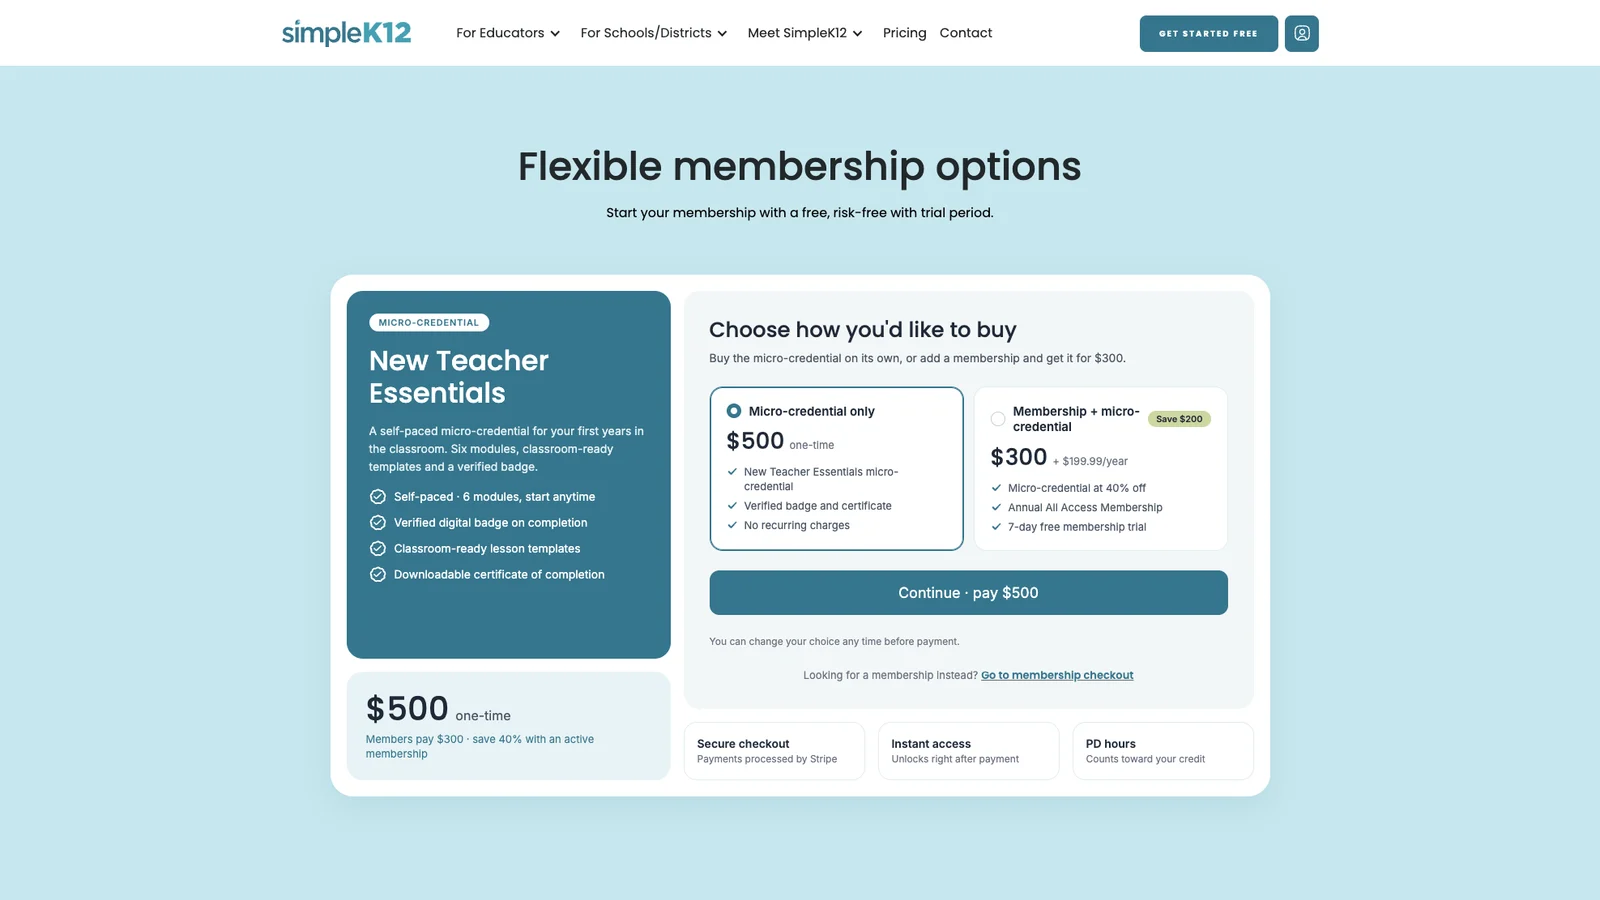 simpleK12
For Educators
For Schools/Districts
Meet SimpleK12
Pricing
Contact
GET STARTED FREE
Flexible membership options
Start your membership with a free, risk-free with trial period.
MICRO-CREDENTIAL
New Teacher
Essentials
A self-paced micro-credential for your first years in
the classroom. Six modules, classroom-ready
templates and a verified badge.
Self-paced · 6 modules, start anytime
Verified digital badge on completion
Classroom-ready lesson templates
Downloadable certificate of completion
$500 one-time
Members pay $300 · save 40% with an active
membership
Choose how you'd like to buy
Buy the micro-credential on its own, or add a membership and get it for $300.
Micro-credential only
$500 one-time
New Teacher Essentials micro-
credential
Verified badge and certificate
No recurring charges
Membership + micro-
credential
Save $200
$300 + $199.99/year
Micro-credential at 40% off
Annual All Access Membership
7-day free membership trial
Continue · pay $500
You can change your choice any time before payment.
Looking for a membership instead? Go to membership checkout
Secure checkout
Payments processed by Stripe
Instant access
Unlocks right after payment
PD hours
Counts toward your credit